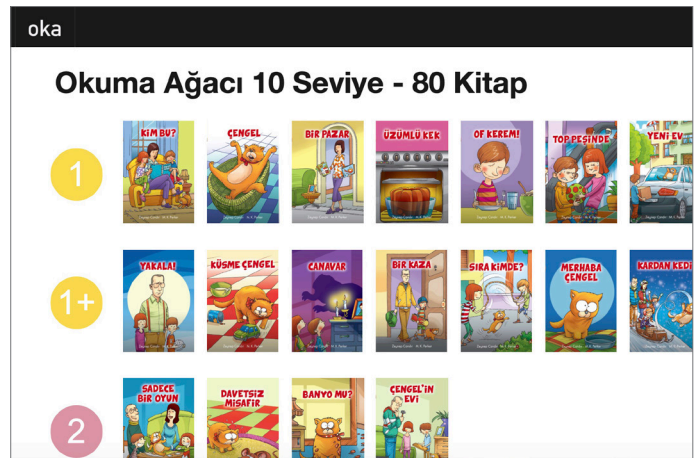 oka
Okuma Ağacı 10 Seviye - 80 Kitap
1
KİM BU?
ÇENGEL
BİR PAZAR
ÜZÜMLÜ KEK
OF KEREM!
TOP PEŞİNDE
YENİ EV
1+
YAKALA!
KÜSME ÇENGEL
CANAVAR
BİR KAZA
SIRA KİMDE?
MERHABA
ÇENGEL
KARDAN KEDİ
2
SADECE
BİR OYUN
DAVETSİZ
MİSAFİR
BANYO MU?
ÇENGEL'İN
EVİ